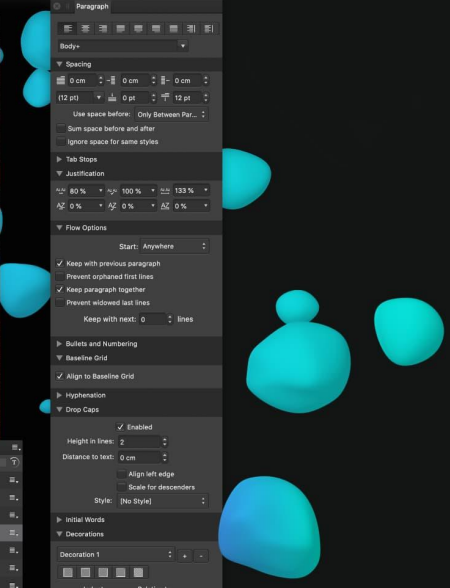 Paragraph
Body+
Spacing
0 cm 0 cm 0 cm
(12 pt) 0 pt 12 pt
Use space before: Only Between Par...
Sum space before and after
Ignore space for same styles
Tab Stops
Justification
80 % 100 % 133 %
AZ 0 % AZ 0 % AZ 0 %
Flow Options
Start: Anywhere
Keep with previous paragraph
Prevent orphaned first lines
Keep paragraph together
Prevent widowed last lines
Keep with next: 0 lines
Bullets and Numbering
Baseline Grid
Align to Baseline Grid
Hyphenation
Drop Caps
Enabled
Height in lines: 2
Distance to text: 0 cm
Align left edge
Scale for descenders
Style: [No Style]
Initial Words
Decorations
Decoration 1 + -